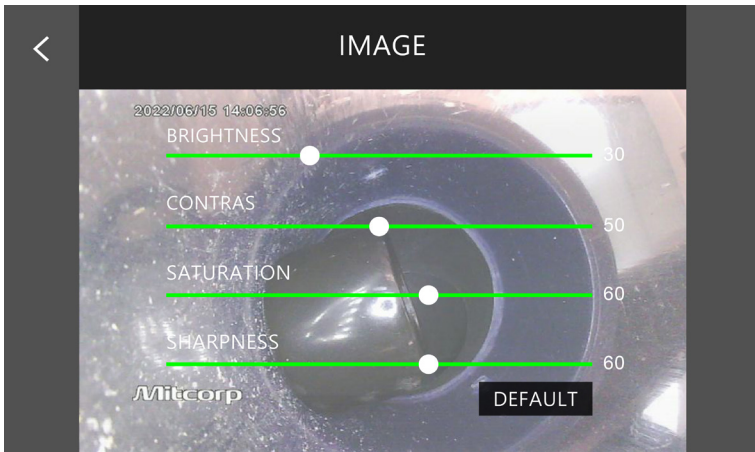 IMAGE
2022/06/15 14:06:56
BRIGHTNESS
30
CONTRAS
50
SATURATION
60
SHARPNESS
60
Mitcorp
DEFAULT